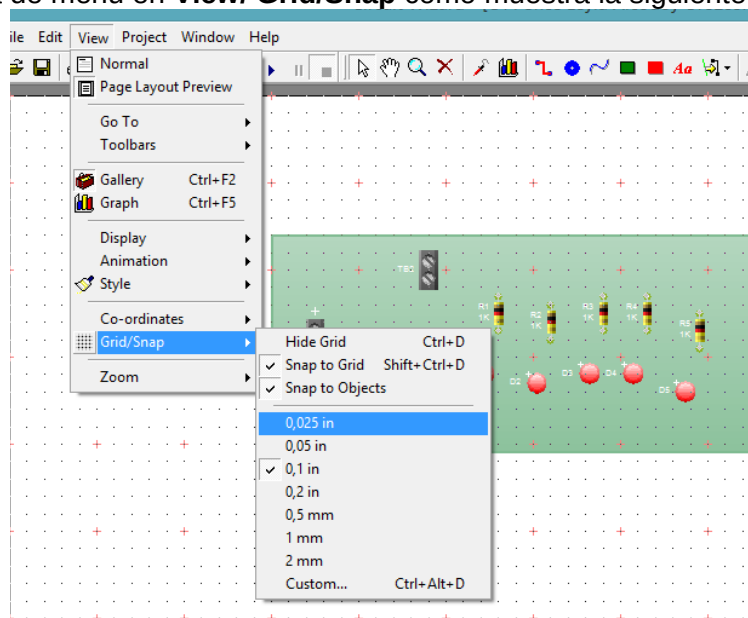 de menú en View/ Grid/Snap como muestra la siguiente
ile Edit View Project Window Help
Normal
Page Layout Preview
Go To
Toolbars
Gallery Ctrl+F2
Graph Ctrl+F5
Display
Animation
Style
Co-ordinates
Grid/Snap
Zoom
Hide Grid Ctrl+D
Snap to Grid Shift+Ctrl+D
Snap to Objects
0,025 in
0,05 in
0,1 in
0,2 in
0,5 mm
1 mm
2 mm
Custom... Ctrl+Alt+D
Aa
TB2
R1
1K
R2
1K
R3
1K
R4
1K
R5
1K
D2
D3
D4
D5